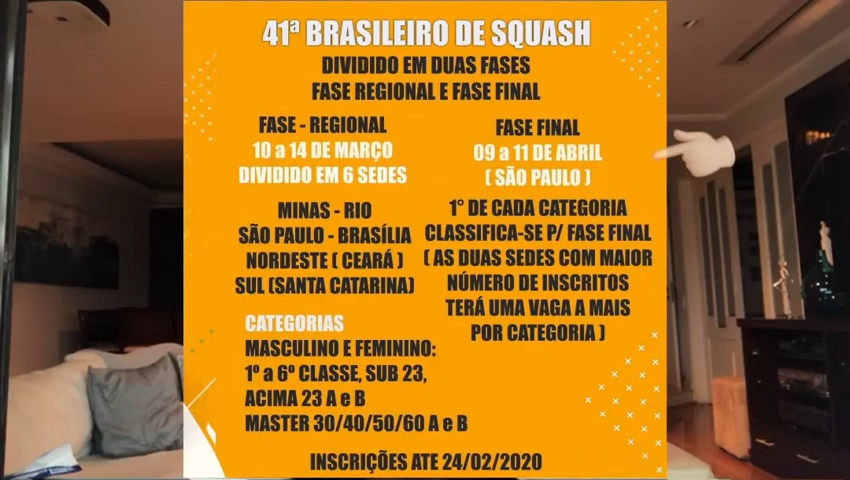 41ª BRASILEIRO DE SQUASH
DIVIDIDO EM DUAS FASES
FASE REGIONAL E FASE FINAL
FASE - REGIONAL
10 a 14 DE MARÇO
DIVIDIDO EM 6 SEDES
MINAS - RIO
SÃO PAULO - BRASÍLIA
NORDESTE ( CEARÁ )
SUL (SANTA CATARINA)
FASE FINAL
09 a 11 DE ABRIL
( SÃO PAULO )
1° DE CADA CATEGORIA
CLASSIFICA-SE P/ FASE FINAL
( AS DUAS SEDES COM MAIOR
NÚMERO DE INSCRITOS
TERÁ UMA VAGA A MAIS
POR CATEGORIA )
CATEGORIAS
MASCULINO E FEMININO:
1º a 6º CLASSE, SUB 23,
ACIMA 23 A e B
MASTER 30/40/50/60 A e B
INSCRIÇÕES ATE 24/02/2020